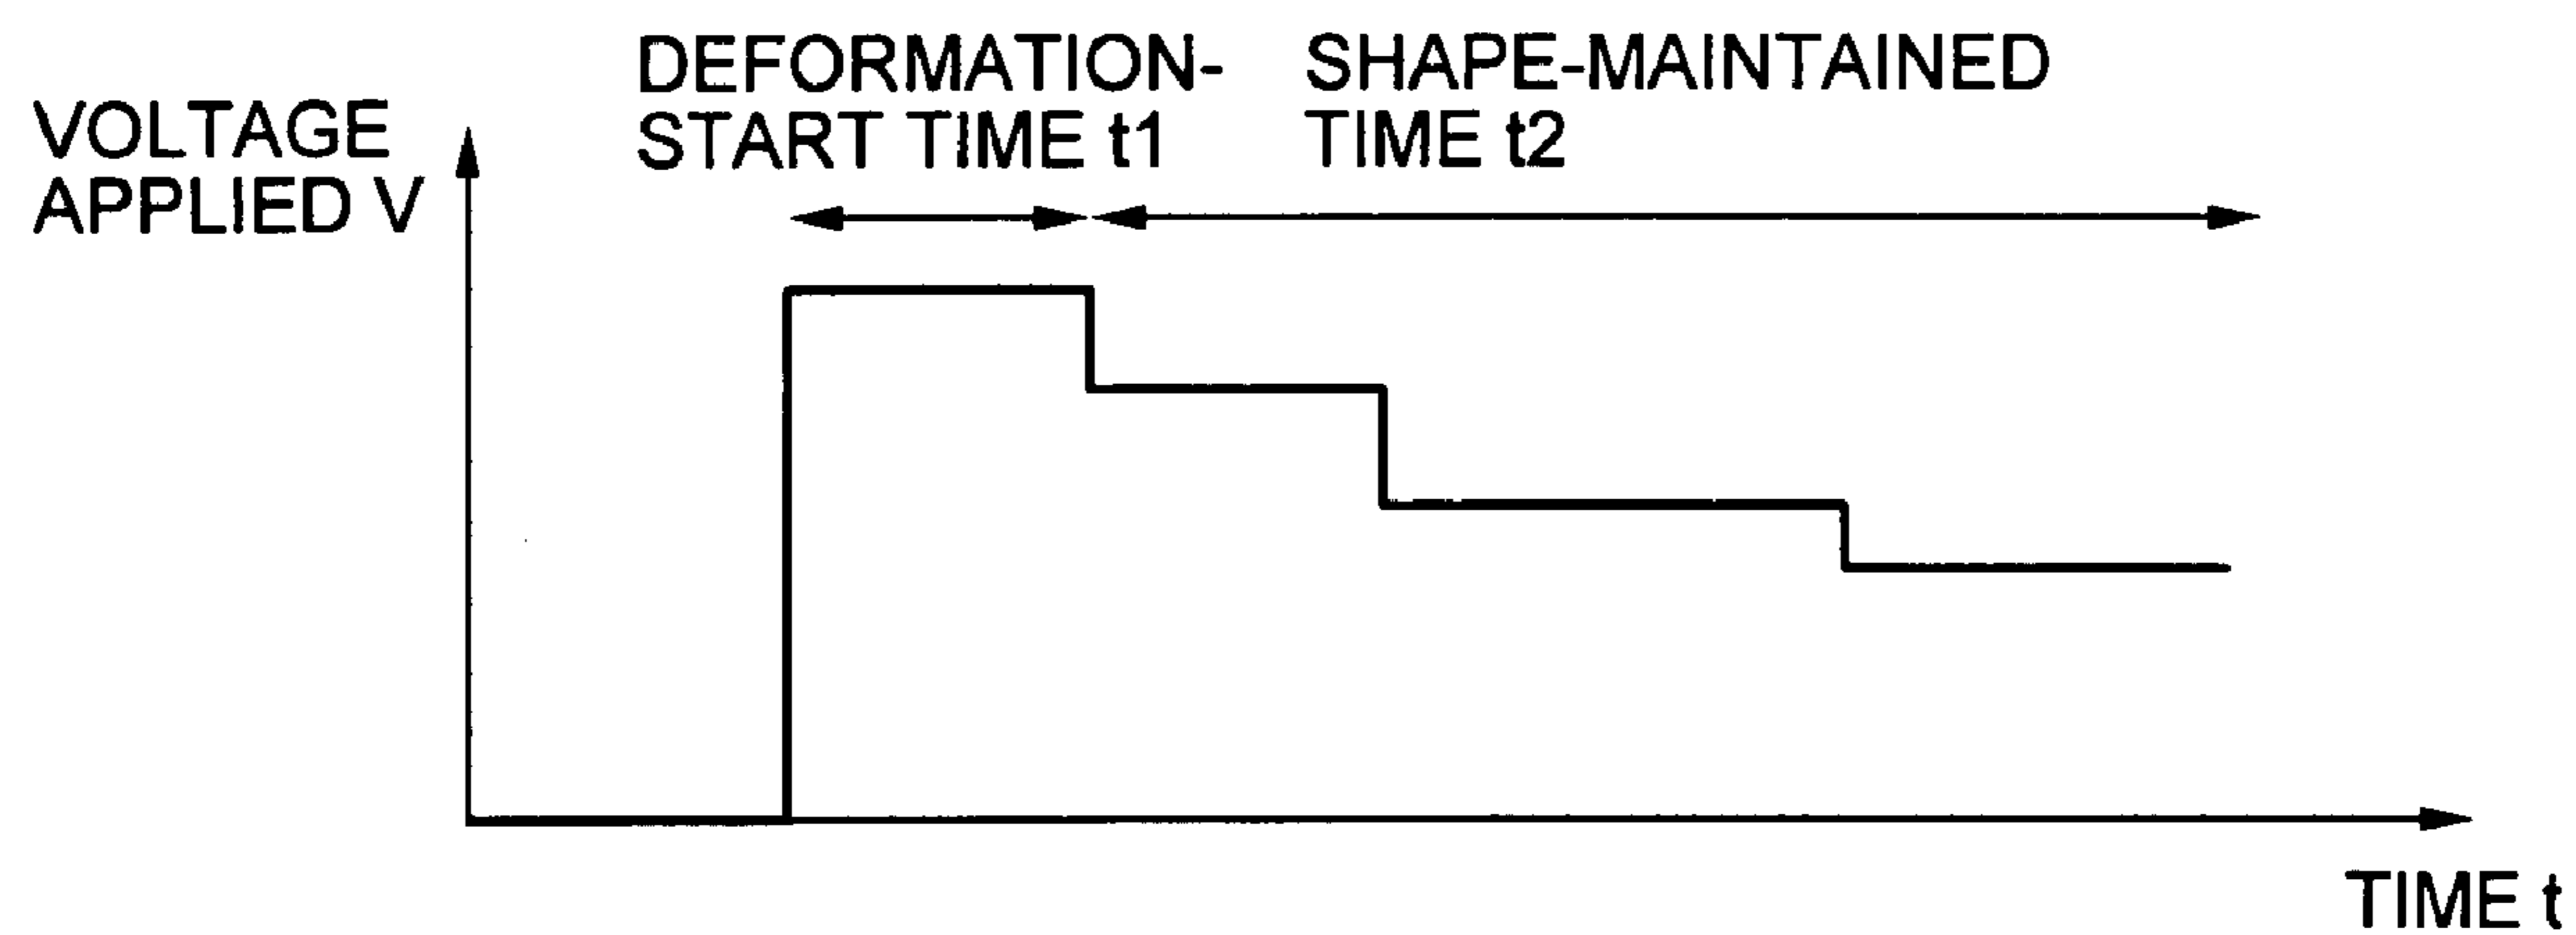 DEFORMATION-
START TIME t1
SHAPE-MAINTAINED
TIME t2
VOLTAGE
APPLIED V
TIME t